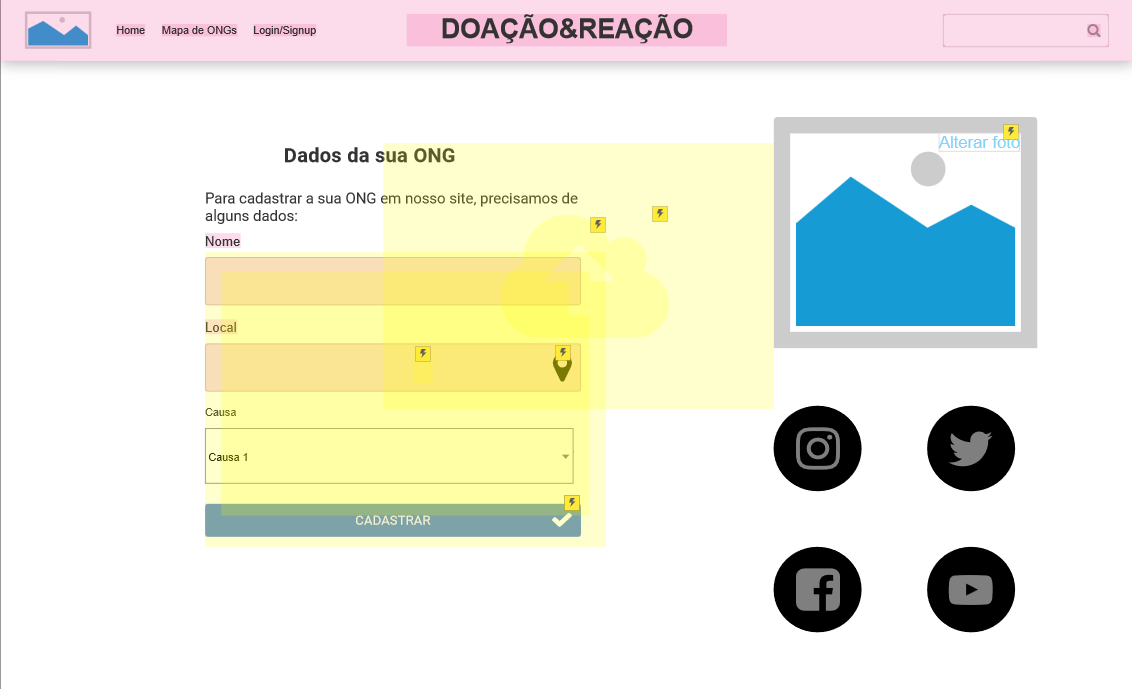 Home
Mapa de ONGs
Login/Signup
DOAÇÃO&REAÇÃO
Dados da sua ONG
Para cadastrar a sua ONG em nosso site, precisamos de
alguns dados:
Nome
Local
Causa
Causa 1
CADASTRAR
Alterar foto